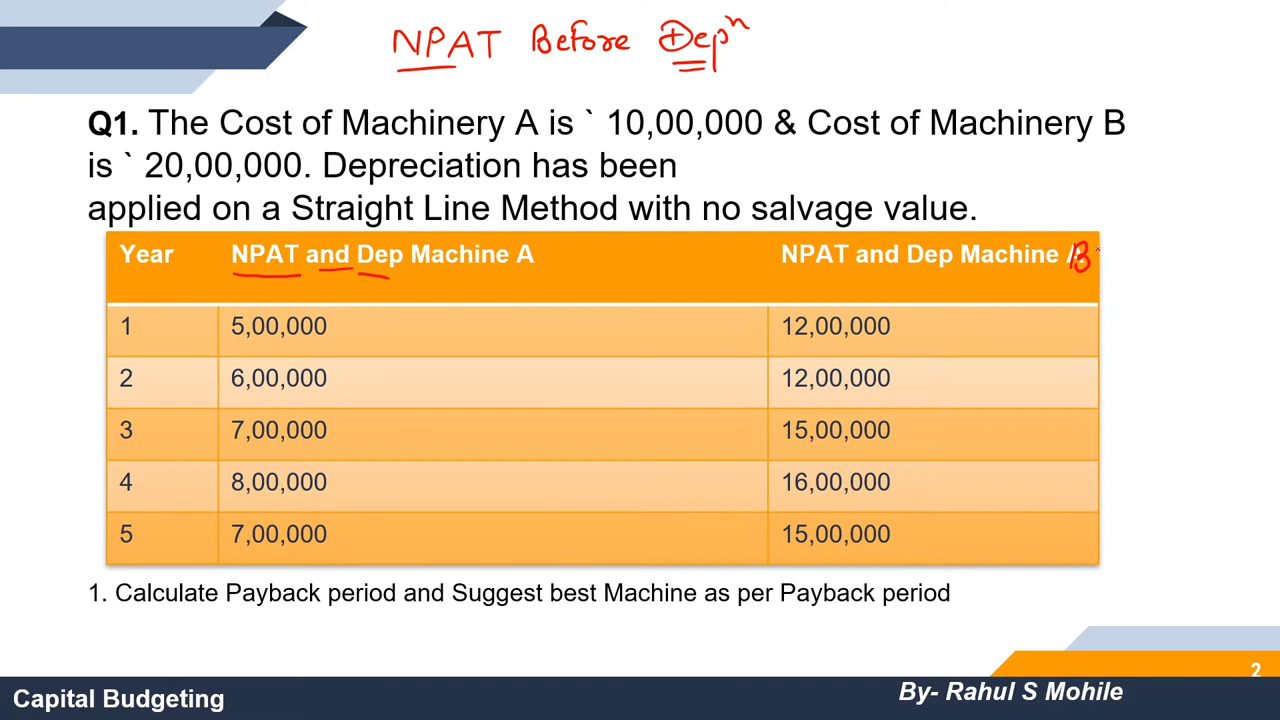 NPAT Before Depn
Q1. The Cost of Machinery A is ` 10,00,000 & Cost of Machinery B
is ` 20,00,000. Depreciation has been
applied on a Straight Line Method with no salvage value.
Year NPAT and Dep Machine A NPAT and Dep Machine B
1 5,00,000 12,00,000
2 6,00,000 12,00,000
3 7,00,000 15,00,000
4 8,00,000 16,00,000
5 7,00,000 15,00,000
1. Calculate Payback period and Suggest best Machine as per Payback period
2
Capital Budgeting
By- Rahul S Mohile